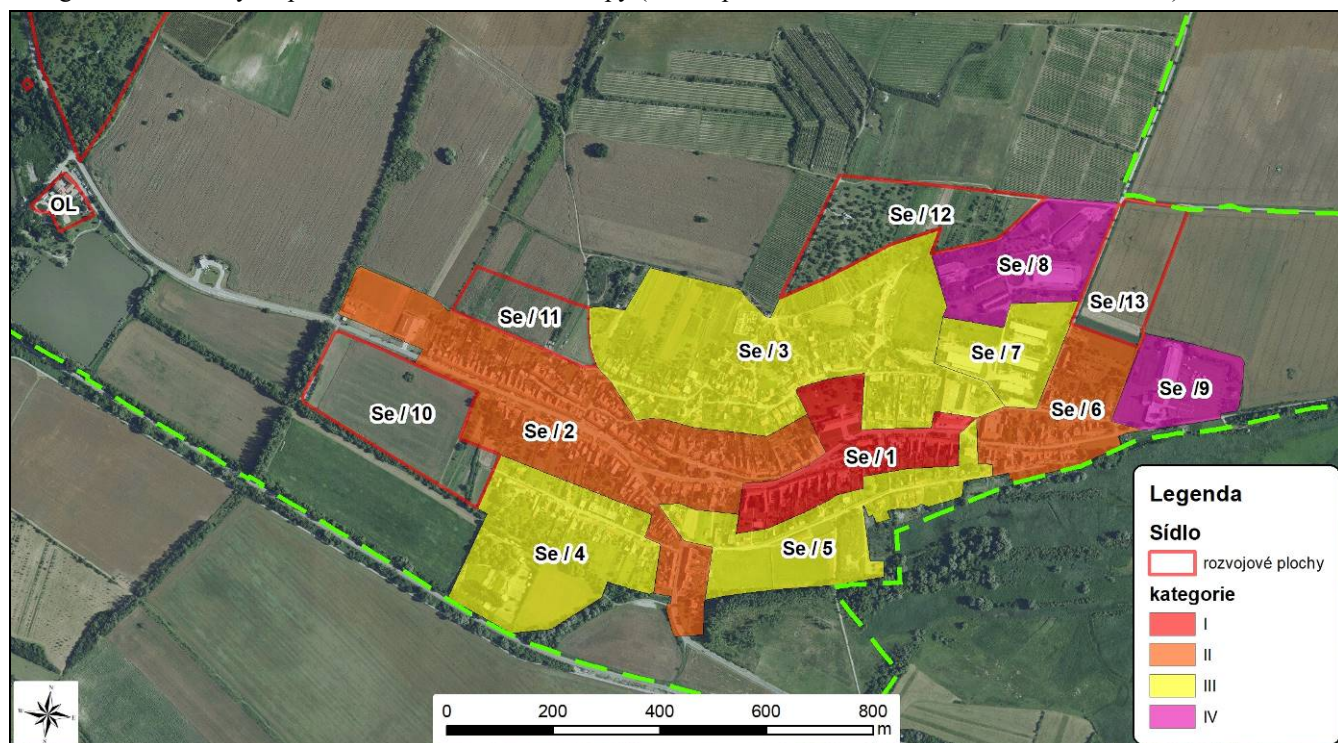 OL
Se / 12
Se / 8
Se / 11
Se /13
Se / 3
Se / 7
Se / 10
Se / 2
Se / 6
Se /9
Se / 1
Se / 4
Se / 5
Legenda
Sídlo
rozvojové plochy
kategorie
I
II
III
IV
0 200 400 600 800
m